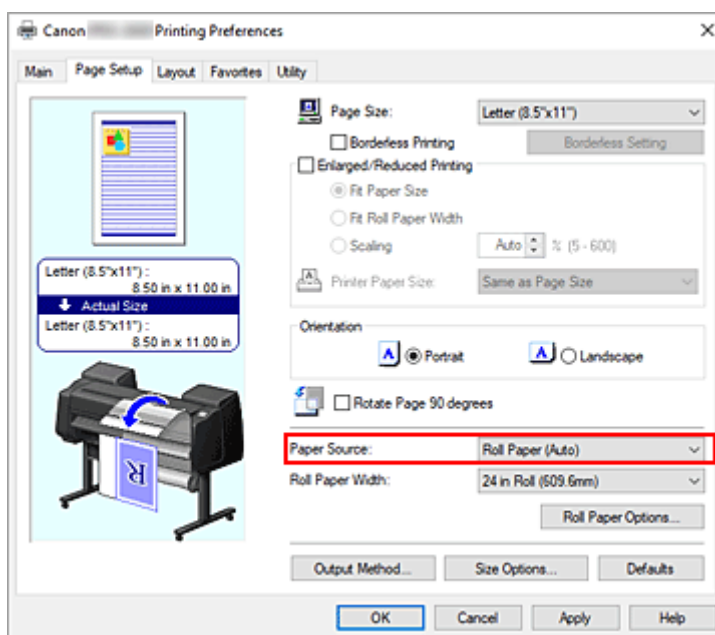 Canon Printing Preferences
Main Page Setup Layout Favorites Utility
Page Size: Letter (8.5"x11")
Borderless Printing Borderless Setting
Enlarged/Reduced Printing
Fit Paper Size
Fit Roll Paper Width
Scaling Auto % (5 - 600)
Printer Paper Size: Same as Page Size
Letter (8.5"x11") :
8.50 in x 11.00 in
Actual Size
Letter (8.5"x11") :
8.50 in x 11.00 in
Orientation
A Portrait A Landscape
Rotate Page 90 degrees
Paper Source: Roll Paper (Auto)
Roll Paper Width: 24 in Roll (609.6mm)
Roll Paper Options...
R
Output Method... Size Options... Defaults
OK Cancel Apply Help